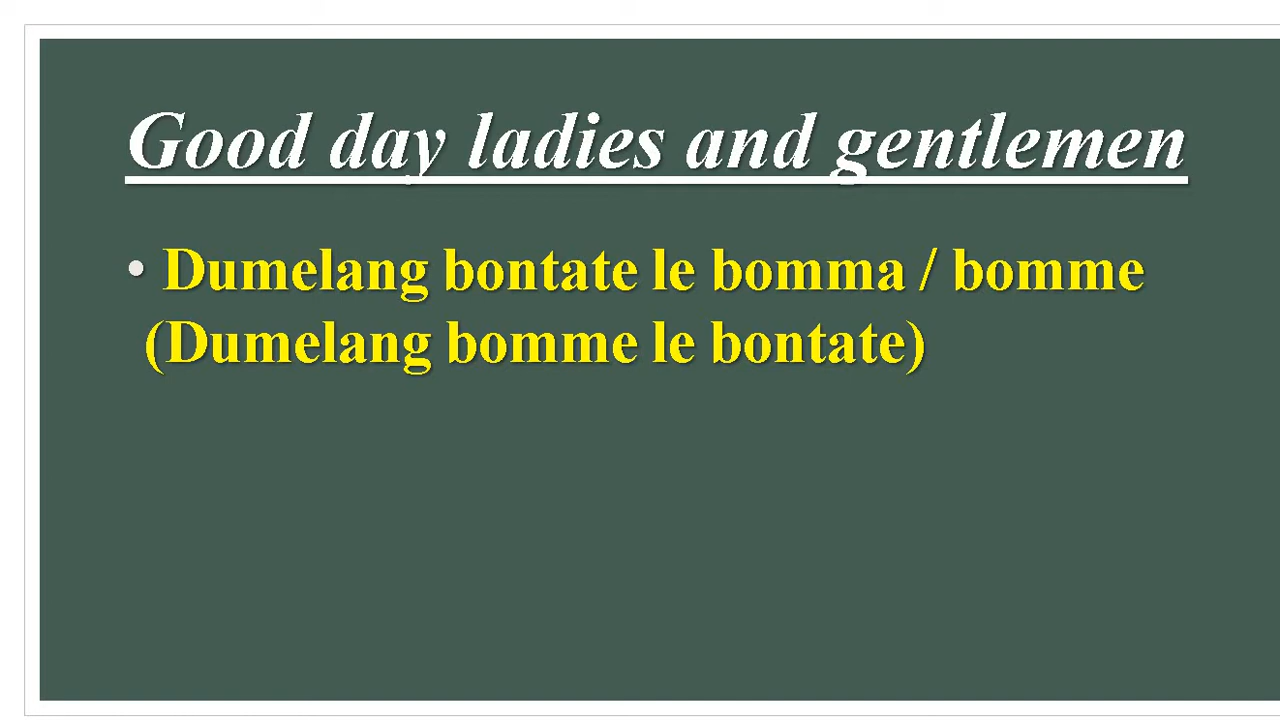 Good day ladies and gentlemen
• Dumelang bontate le bomma / bomme
(Dumelang bomme le bontate)